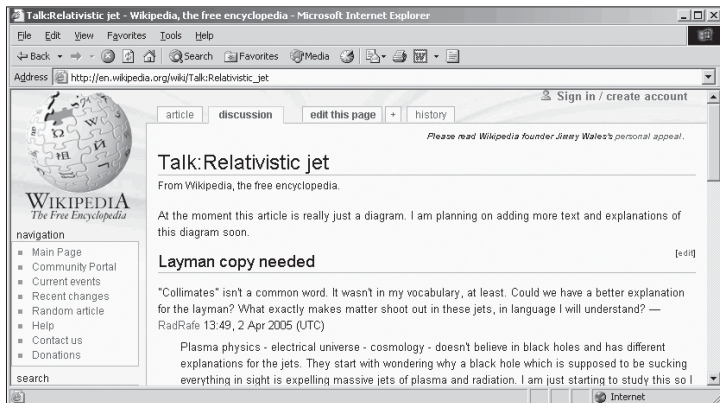 Talk:Relativistic jet - Wikipedia, the free encyclopedia - Microsoft Internet Explorer
File Edit View Favorites Tools Help
Back Search Favorites Media
Address http://en.wikipedia.org/wiki/Talk:Relativistic_jet
Sign in / create account
article discussion edit this page + history
Please read Wikipedia founder Jimmy Wales's personal appeal.
Talk:Relativistic jet
From Wikipedia, the free encyclopedia.
At the moment this article is really just a diagram. I am planning on adding more text and explanations of
this diagram soon.
[edit]
Layman copy needed
"Collimates" isn't a common word. It wasn't in my vocabulary, at least. Could we have a better explanation
for the layman? What exactly makes matter shoot out in these jets, in language I will understand? —
RadRafe 13:49, 2 Apr 2005 (UTC)
Plasma physics - electrical universe - cosmology - doesn't believe in black holes and has different
explanations for the jets. They start with wondering why a black hole which is supposed to be sucking
everything in sight is expelling massive jets of plasma and radiation. I am just starting to study this so I
WIKIPEDIA
The Free Encyclopedia
navigation
Main Page
Community Portal
Current events
Recent changes
Random article
Help
Contact us
Donations
search
Internet